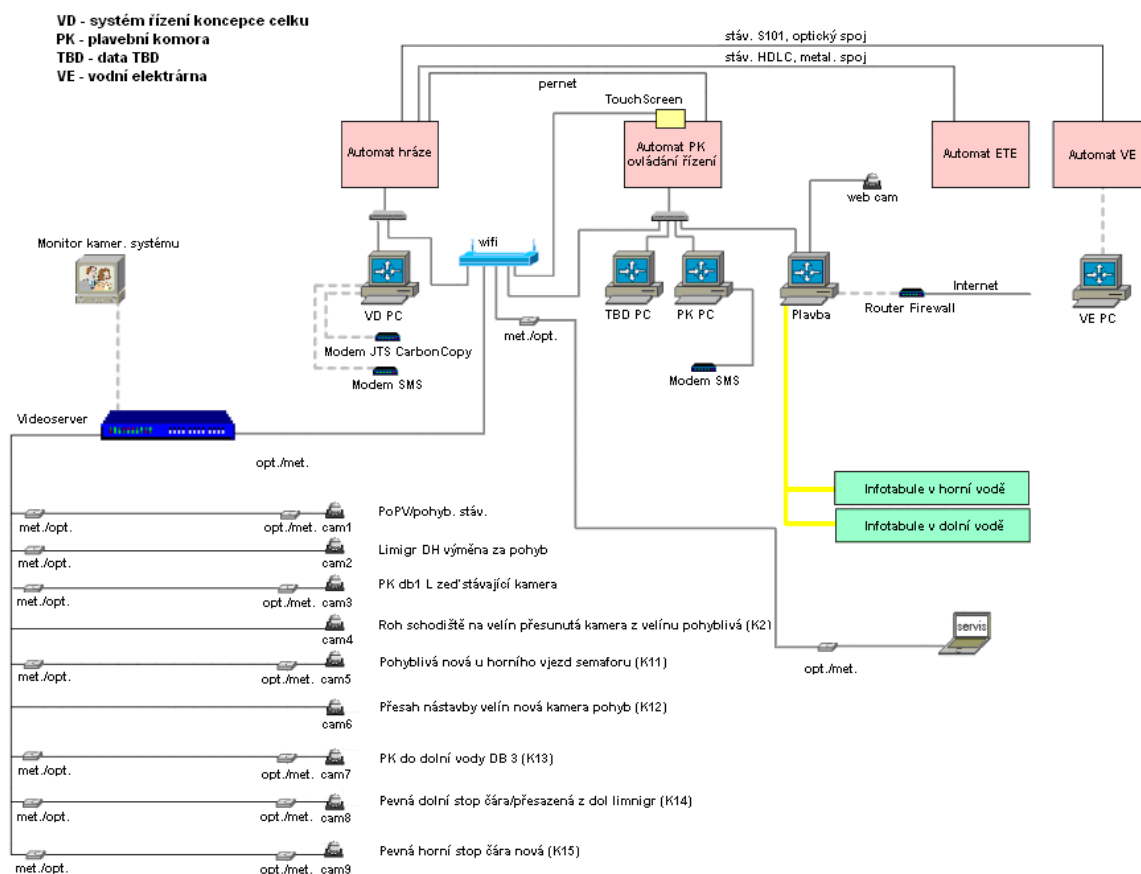 VD - systém řízení koncepce celku
PK - plavební komora
TBD - data TBD
VE - vodní elektrárna
stáv. S101, optický spoj
stáv. HDLC, metal. spoj
pernet
TouchScreen
Automat hráze
Automat PK
ovládání řízení
Automat ETE
Automat VE
web cam
Monitor kamer. systému
wifi
VD PC
TBD PC
PK PC
Plavba
Router Firewall
Internet
VE PC
met./opt.
Modem JTS CarbonCopy
Modem SMS
Modem SMS
Videoserver
opt./met.
Infotabule v horní vodě
Infotabule v dolní vodě
met./opt.
opt./met.
cam1
PoPV/pohyb. stáv.
met./opt.
cam2
Limigr DH výměna za pohyb
met./opt.
opt./met.
cam3
PK db1 L zeď stávající kamera
cam4
Roh schodiště na velín přesunutá kamera z velínu pohyblivá (K2)
servis
met./opt.
opt./met.
cam5
Pohyblivá nová u horního vjezd semaforu (K11)
opt./met.
cam6
Přesah nástavby velín nová kamera pohyb (K12)
met./opt.
opt./met.
cam7
PK do dolní vody DB 3 (K13)
met./opt.
opt./met.
cam8
Pevná dolní stop čára/přesazená z dol limnigr (K14)
met./opt.
opt./met.
cam9
Pevná horní stop čára nová (K15)